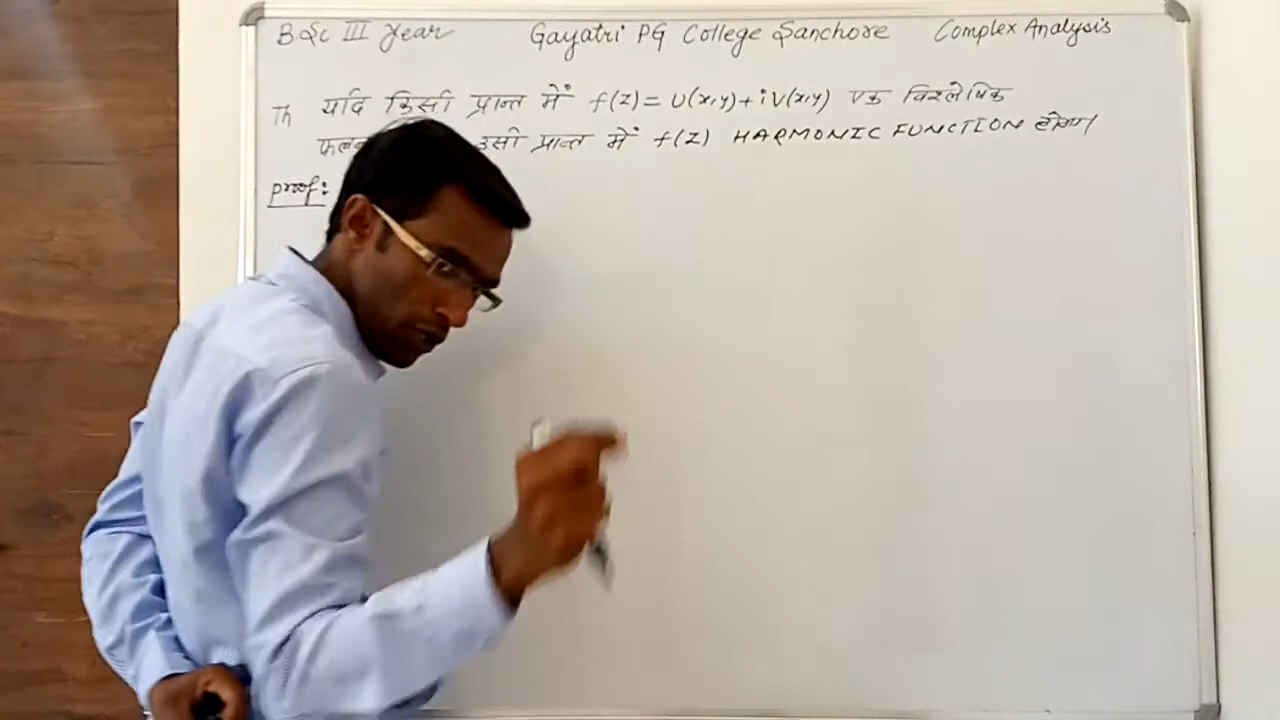 BSc III Year Gayatri PG College Sanchore Complex Analysis
Th यदि किसी प्रान्त में f(z)= U(x,y)+iV(x,y) एक विश्लेषिक
उसी प्रान्त में f(z) HARMONIC FUNCTION होगा।
proof: